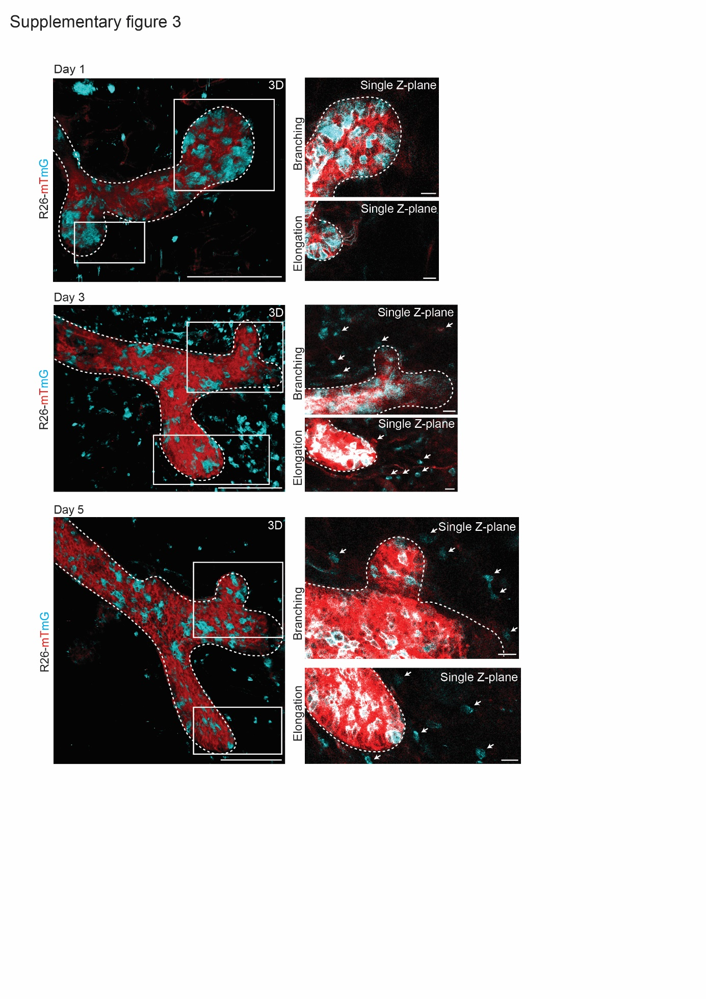 Supplementary figure 3
Day 1
R26-mTmG
3D
Branching
Single Z-plane
Elongation
Single Z-plane
Day 3
R26-mTmG
3D
Branching
Single Z-plane
Elongation
Single Z-plane
Day 5
R26-mTmG
3D
Branching
Single Z-plane
Elongation
Single Z-plane